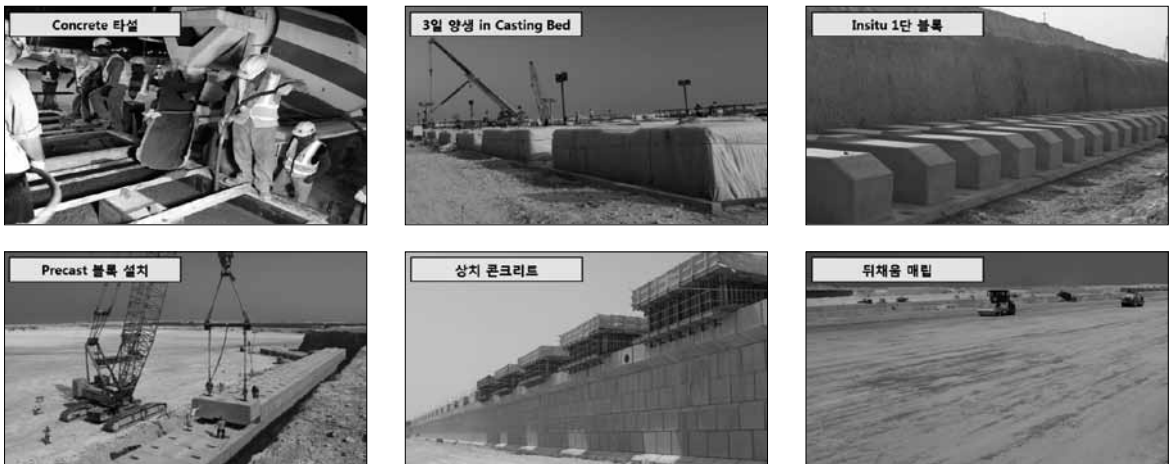 Concrete 타설
3일 양생 in Casting Bed
Insitu 1단 블록
Precast 블록 설치
상치 콘크리트
뒤채움 매립